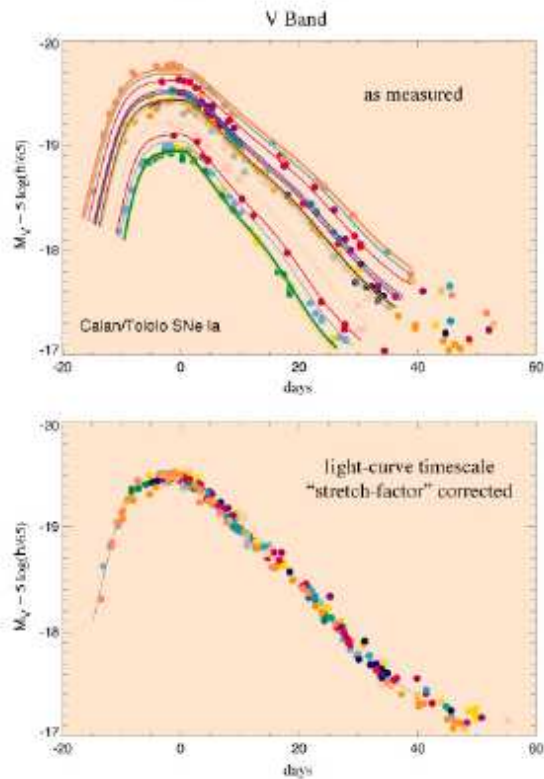 V Band
-20
as measured
-19
M_V – 5 log(h/65)
-18
Calan/Tololo SNe Ia
-17
-20 0 20 40 60
days
-20
light-curve timescale
“stretch-factor” corrected
-19
M_V – 5 log(h/65)
-18
-17
-20 0 20 40 60
days